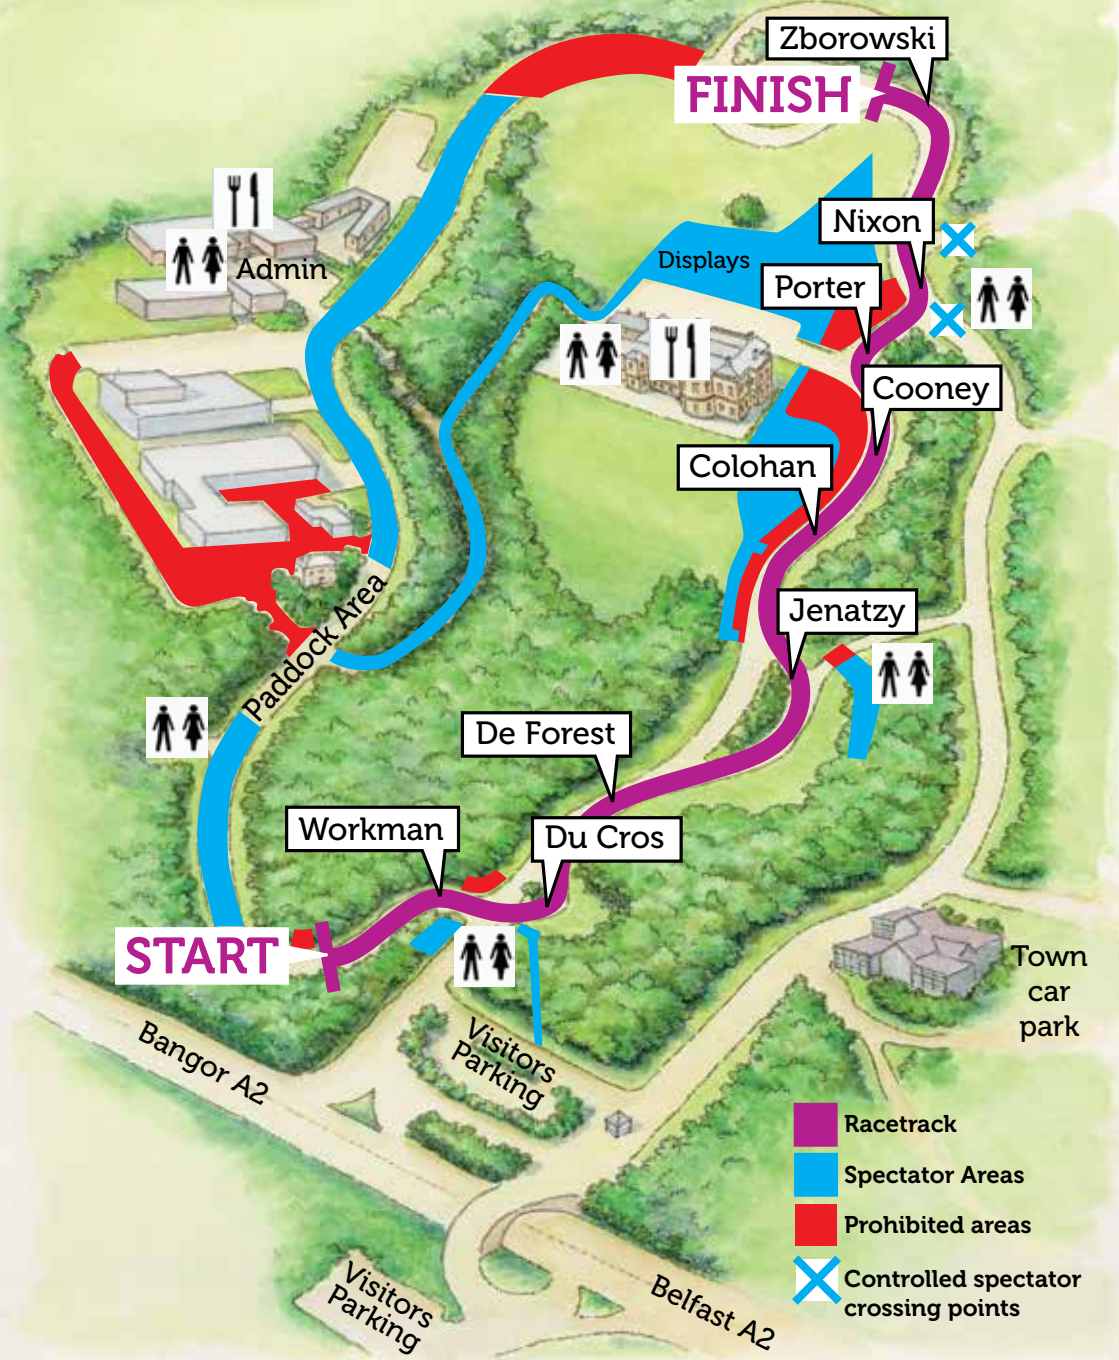 Zborowski
FINISH
Nixon
Admin
Displays
Porter
Cooney
Colohan
Jenatzy
Paddock Area
De Forest
Workman
Du Cros
START
Town
car
park
Visitors
Parking
Bangor A2
Racetrack
Spectator Areas
Prohibited areas
Controlled spectator
crossing points
Visitors
Parking
Belfast A2